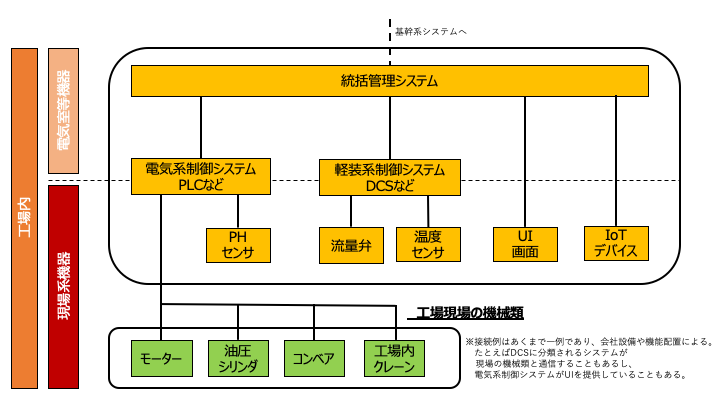 基幹系システムへ
工場内
電気室等機器
現場系機器
統括管理システム
電気系制御システム
PLCなど
軽装系制御システム
DCSなど
PH
センサ
流量弁
温度
センサ
UI
画面
IoT
デバイス
工場現場の機械類
モーター
油圧
シリンダ
コンベア
工場内
クレーン
※接続例はあくまで一例であり、会社設備や機能配置による。
たとえばDCSに分類されるシステムが
現場の機械類と通信することもあるし、
電気系制御システムがUIを提供していることもある。